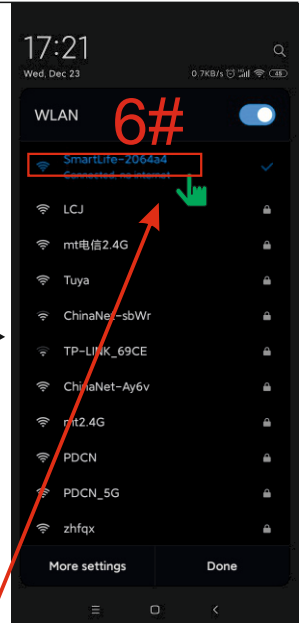 17:21
Wed, Dec 23
0.7KB/s
48
WLAN
6#
SmartLife-2064a4
Connected, no internet
LCJ
mt电信2.4G
Tuya
ChinaNet-sbWr
TP-LINK_69CE
ChinaNet-Ay6v
mt2.4G
PDCN
PDCN_5G
zhfqx
More settings
Done